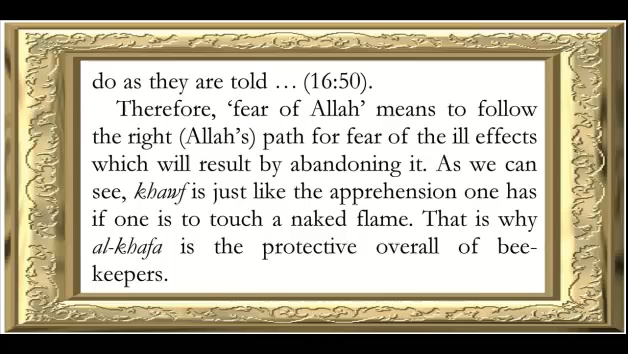 do as they are told … (16:50).
Therefore, ‘fear of Allah’ means to follow
the right (Allah’s) path for fear of the ill effects
which will result by abandoning it. As we can
see, khawf is just like the apprehension one has
if one is to touch a naked flame. That is why
al-khafa is the protective overall of bee-
keepers.